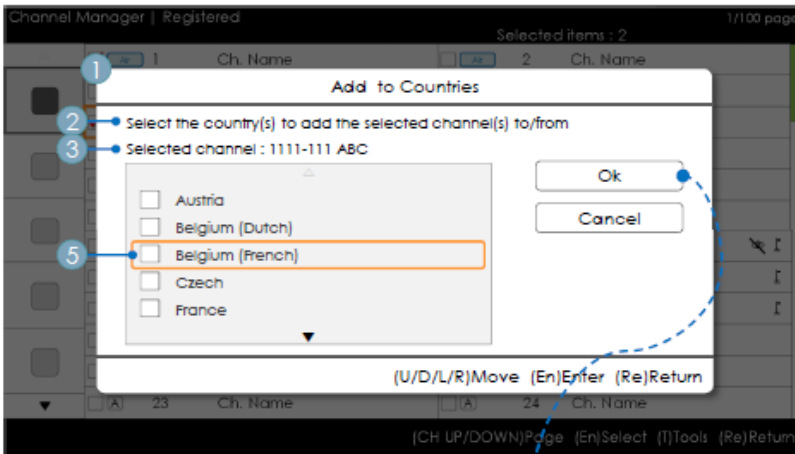 Channel Manager | Registered
1/100 page
Selected items : 2
Air 1 Ch. Name
Air 2 Ch. Name
1
Add to Countries
2 Select the country(s) to add the selected channel(s) to/from
3 Selected channel : 1111-111 ABC
Ok
Austria
Cancel
Belgium (Dutch)
5 Belgium (French)
Czech
France
(U/D/L/R)Move (En)Enter (Re)Return
A 23 Ch. Name
A 24 Ch. Name
(CH UP/DOWN)Page (En)Select (T)Tools (Re)Return